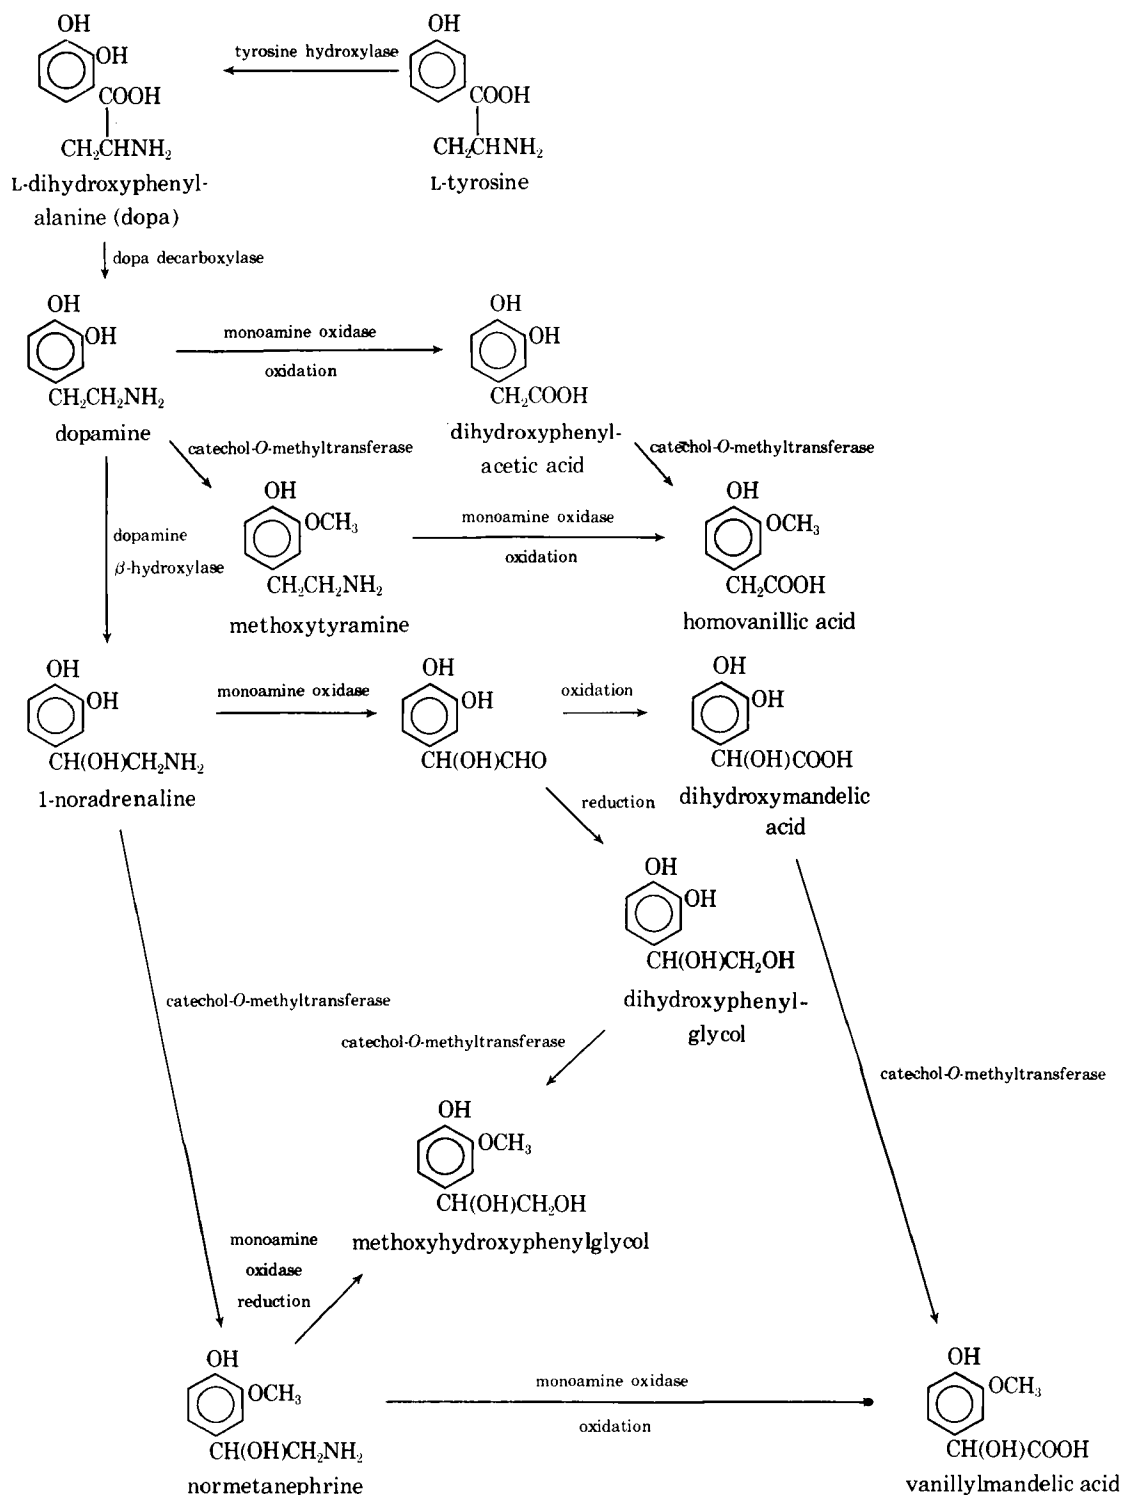 OH
OH
COOH
CH₂CHNH₂
L-dihydroxyphenyl-
alanine (dopa)
tyrosine hydroxylase
OH
COOH
CH₂CHNH₂
L-tyrosine
dopa decarboxylase
OH
OH
CH₂CH₂NH₂
dopamine
monoamine oxidase
oxidation
OH
OH
CH₂COOH
dihydroxyphenyl-
acetic acid
catechol-O-methyltransferase
catechol-O-methyltransferase
dopamine
β-hydroxylase
OH
OCH₃
CH₂CH₂NH₂
methoxytyramine
monoamine oxidase
oxidation
OH
OCH₃
CH₂COOH
homovanillic acid
OH
OH
CH(OH)CH₂NH₂
l-noradrenaline
monoamine oxidase
OH
OH
CH(OH)CHO
oxidation
OH
OH
CH(OH)COOH
dihydroxymandelic
acid
reduction
OH
OH
CH(OH)CH₂OH
dihydroxyphenyl-
glycol
catechol-O-methyltransferase
catechol-O-methyltransferase
catechol-O-methyltransferase
OH
OCH₃
CH(OH)CH₂OH
methoxyhydroxyphenylglycol
monoamine
oxidase
reduction
OH
OCH₃
CH(OH)CH₂NH₂
normetanephrine
monoamine oxidase
oxidation
OH
OCH₃
CH(OH)COOH
vanillylmandelic acid